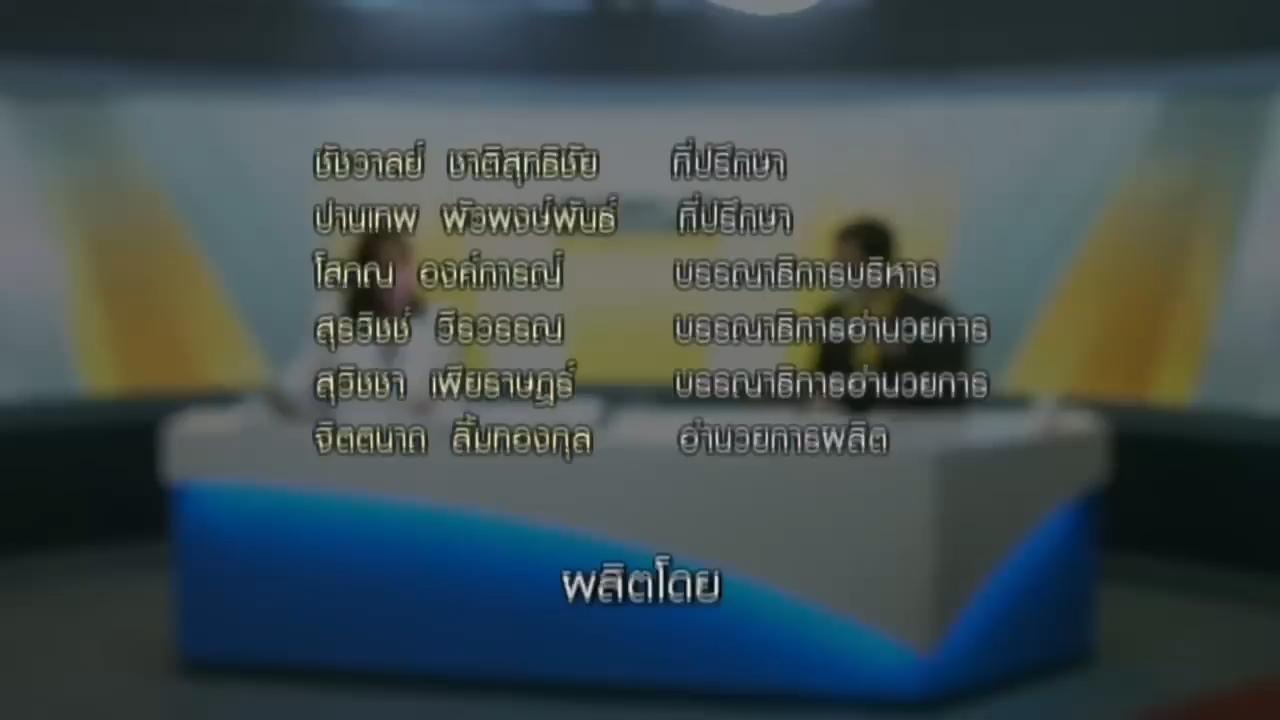 ชัชวาลย์ ชาติสุทธิชัย ที่ปรึกษา
ปานเทพ พัวพงษ์พันธ์ ที่ปรึกษา
โสภณ องค์การณ์ บรรณาธิการบริหาร
สุรวิชช์ วีรวรรณ บรรณาธิการอำนวยการ
สุวิชชา เพียราษฎร์ บรรณาธิการอำนวยการ
จิตตนาถ ลิ้มทองกุล อำนวยการผลิต
ผลิตโดย